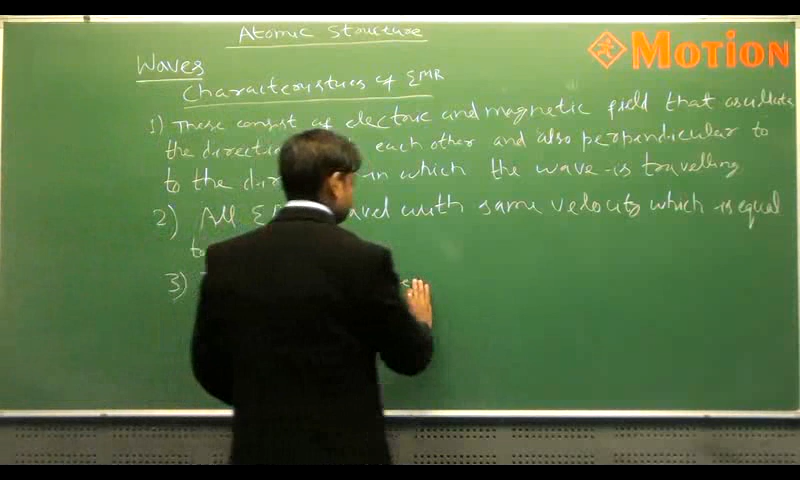 Atomic Structure
MOTION
Waves
Characteristics of EMR
1) These consist of electric and magnetic field that oscillate
the direction each other and also perpendicular to
to the in which the wave is travelling
2) All with same velocity which is equal
to
3)